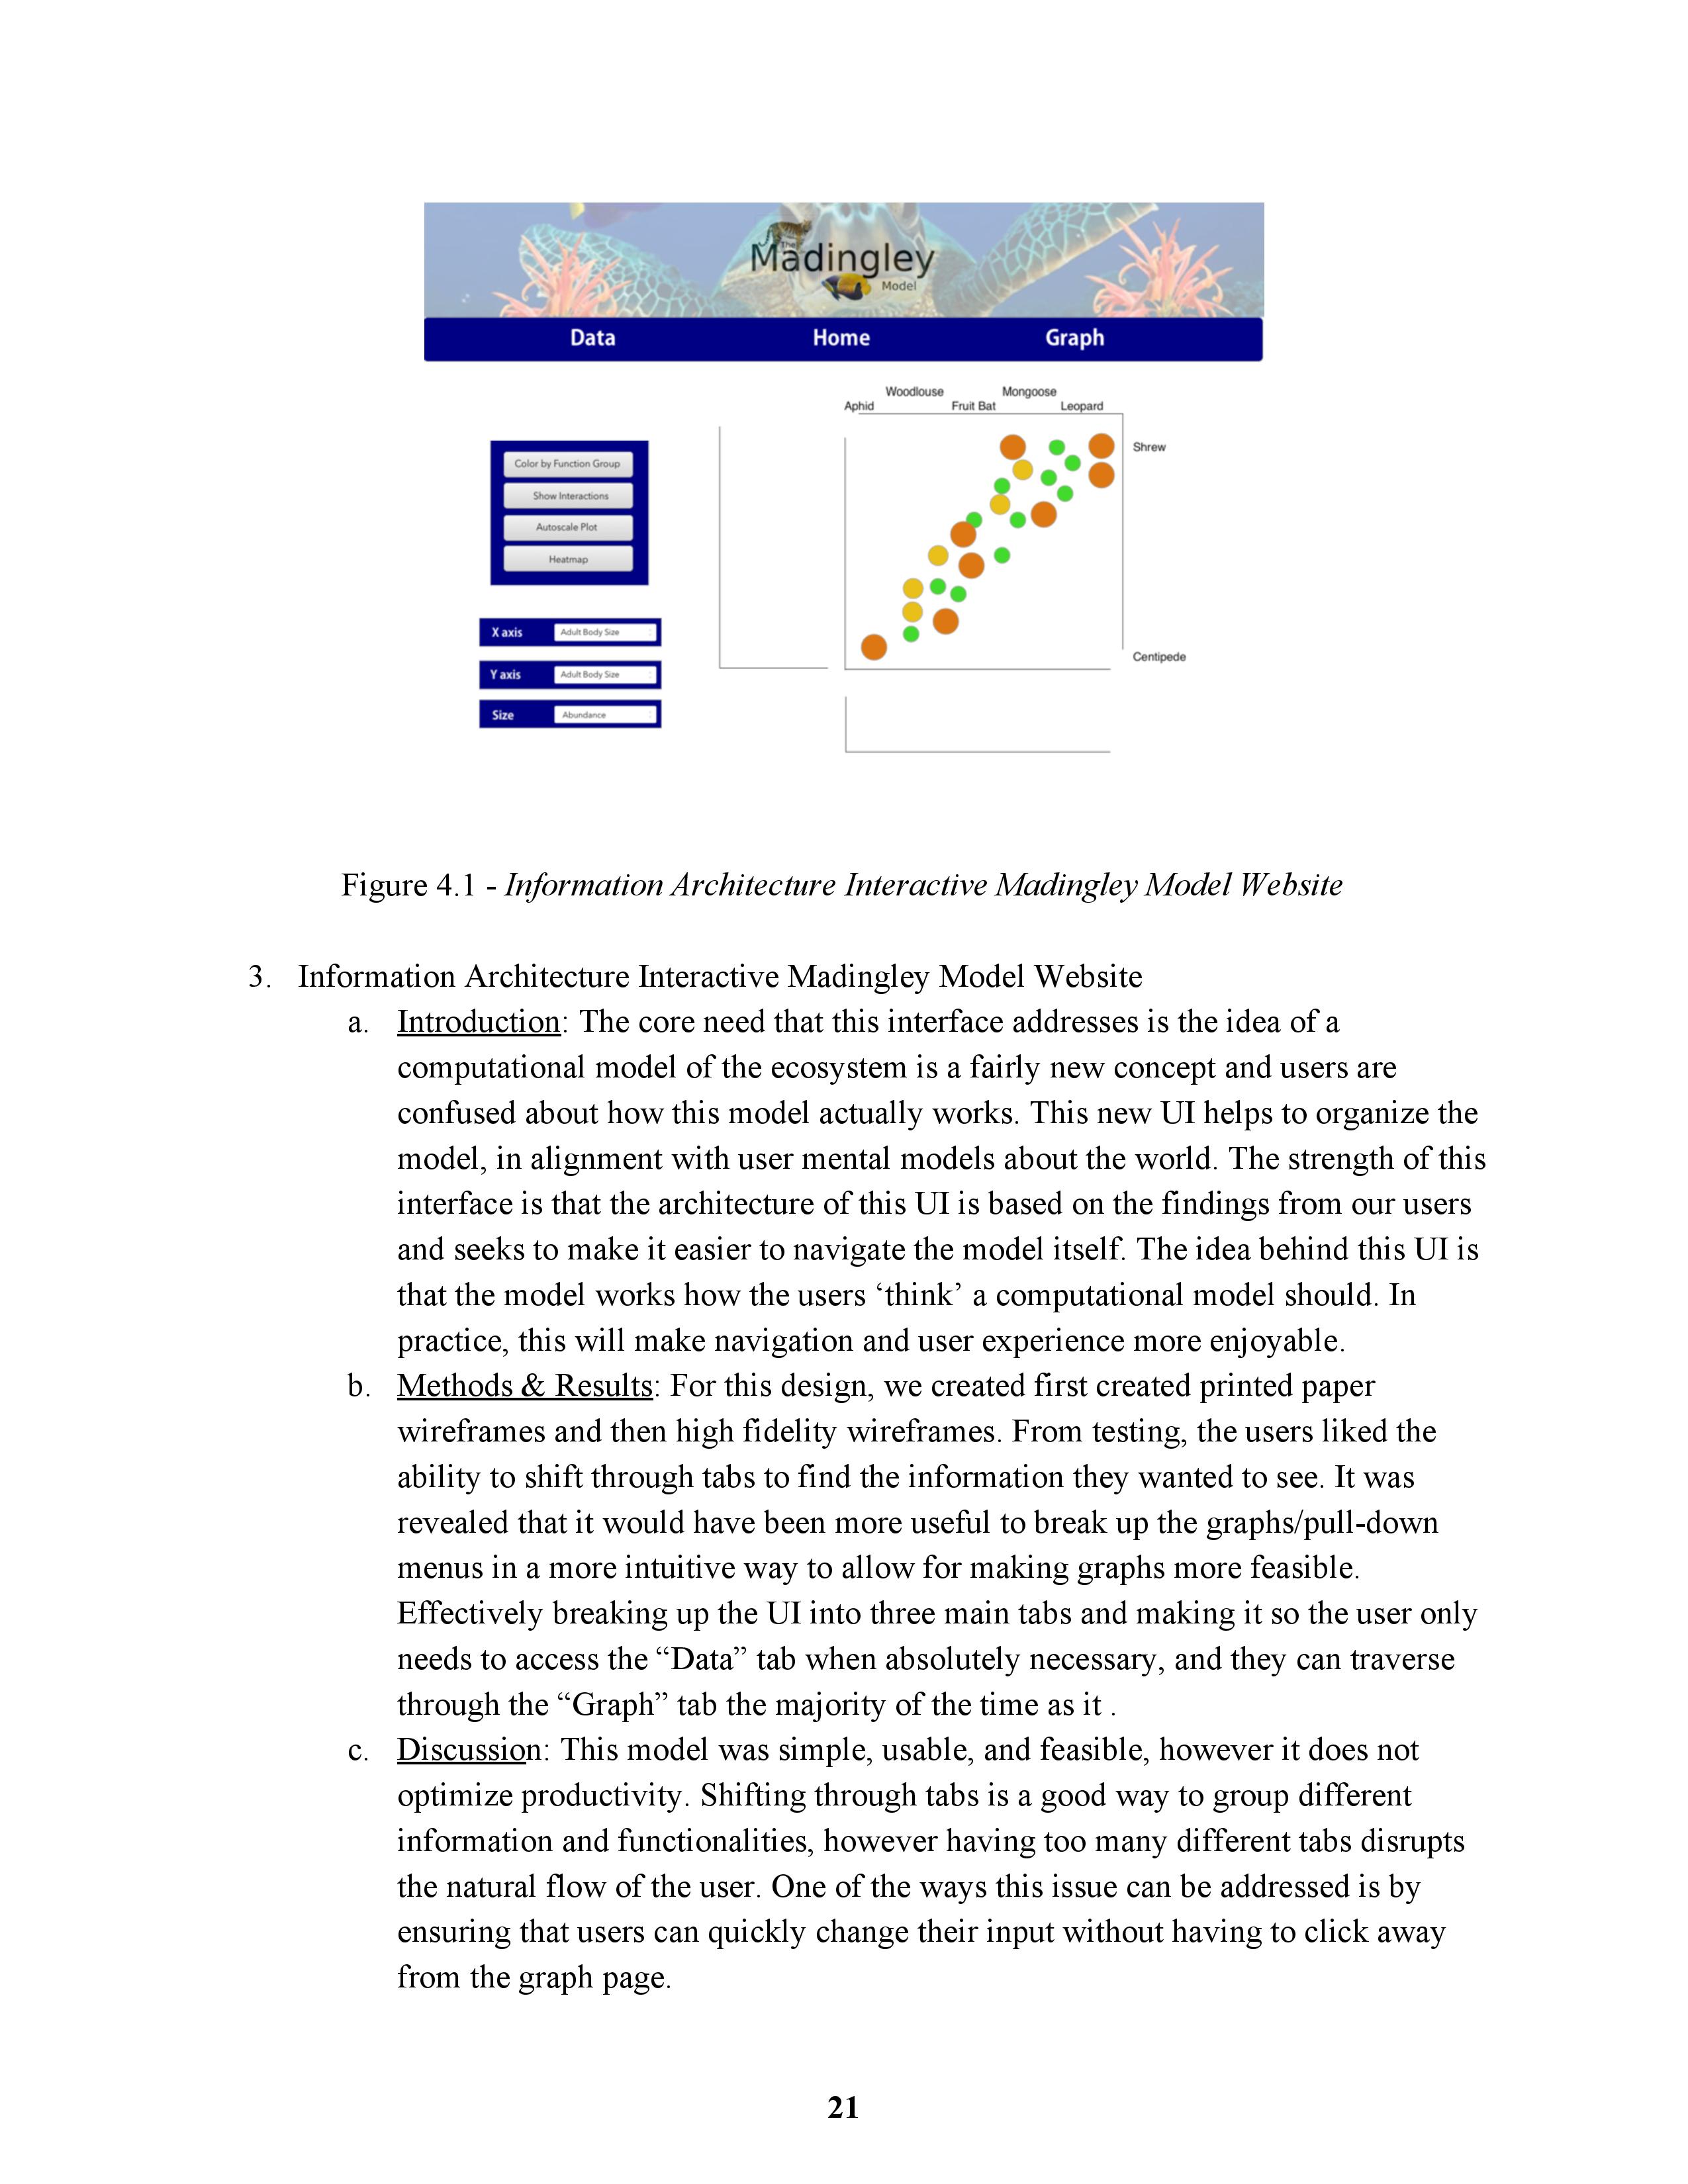 The
Madingley
Model
Data Home Graph
Woodlouse Mongoose
Aphid Fruit Bat Leopard
Shrew
Color by Function Group
Show Interactions
Autoscale Plot
Heatmap
X axis Adult Body Size
Centipede
Y axis Adult Body Size
Size Abundance
Figure 4.1 - Information Architecture Interactive Madingley Model Website
3. Information Architecture Interactive Madingley Model Website
a. Introduction: The core need that this interface addresses is the idea of a
computational model of the ecosystem is a fairly new concept and users are
confused about how this model actually works. This new UI helps to organize the
model, in alignment with user mental models about the world. The strength of this
interface is that the architecture of this UI is based on the findings from our users
and seeks to make it easier to navigate the model itself. The idea behind this UI is
that the model works how the users ‘think’ a computational model should. In
practice, this will make navigation and user experience more enjoyable.
b. Methods & Results: For this design, we created first created printed paper
wireframes and then high fidelity wireframes. From testing, the users liked the
ability to shift through tabs to find the information they wanted to see. It was
revealed that it would have been more useful to break up the graphs/pull-down
menus in a more intuitive way to allow for making graphs more feasible.
Effectively breaking up the UI into three main tabs and making it so the user only
needs to access the “Data” tab when absolutely necessary, and they can traverse
through the “Graph” tab the majority of the time as it .
c. Discussion: This model was simple, usable, and feasible, however it does not
optimize productivity. Shifting through tabs is a good way to group different
information and functionalities, however having too many different tabs disrupts
the natural flow of the user. One of the ways this issue can be addressed is by
ensuring that users can quickly change their input without having to click away
from the graph page.
21